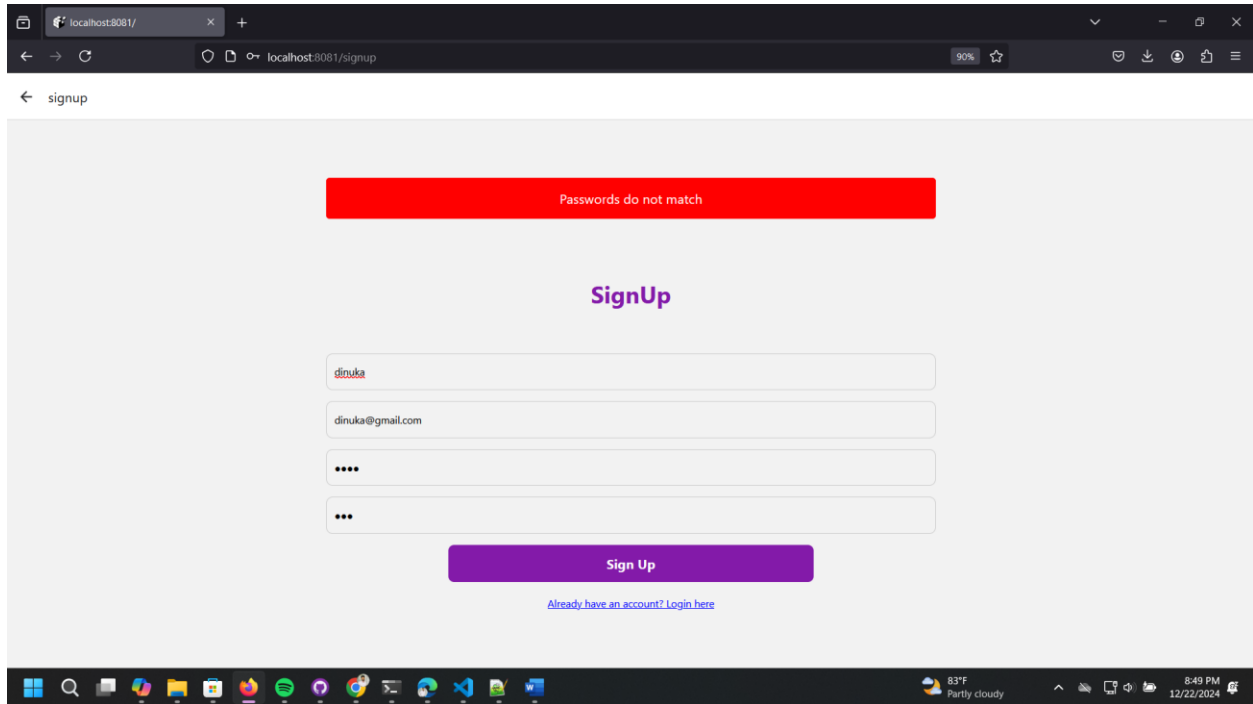 localhost:8081/
localhost:8081/signup
90%
signup
Passwords do not match
SignUp
dinuka
dinuka@gmail.com
••••
•••
Sign Up
Already have an account? Login here
83°F
Partly cloudy
8:49 PM
12/22/2024